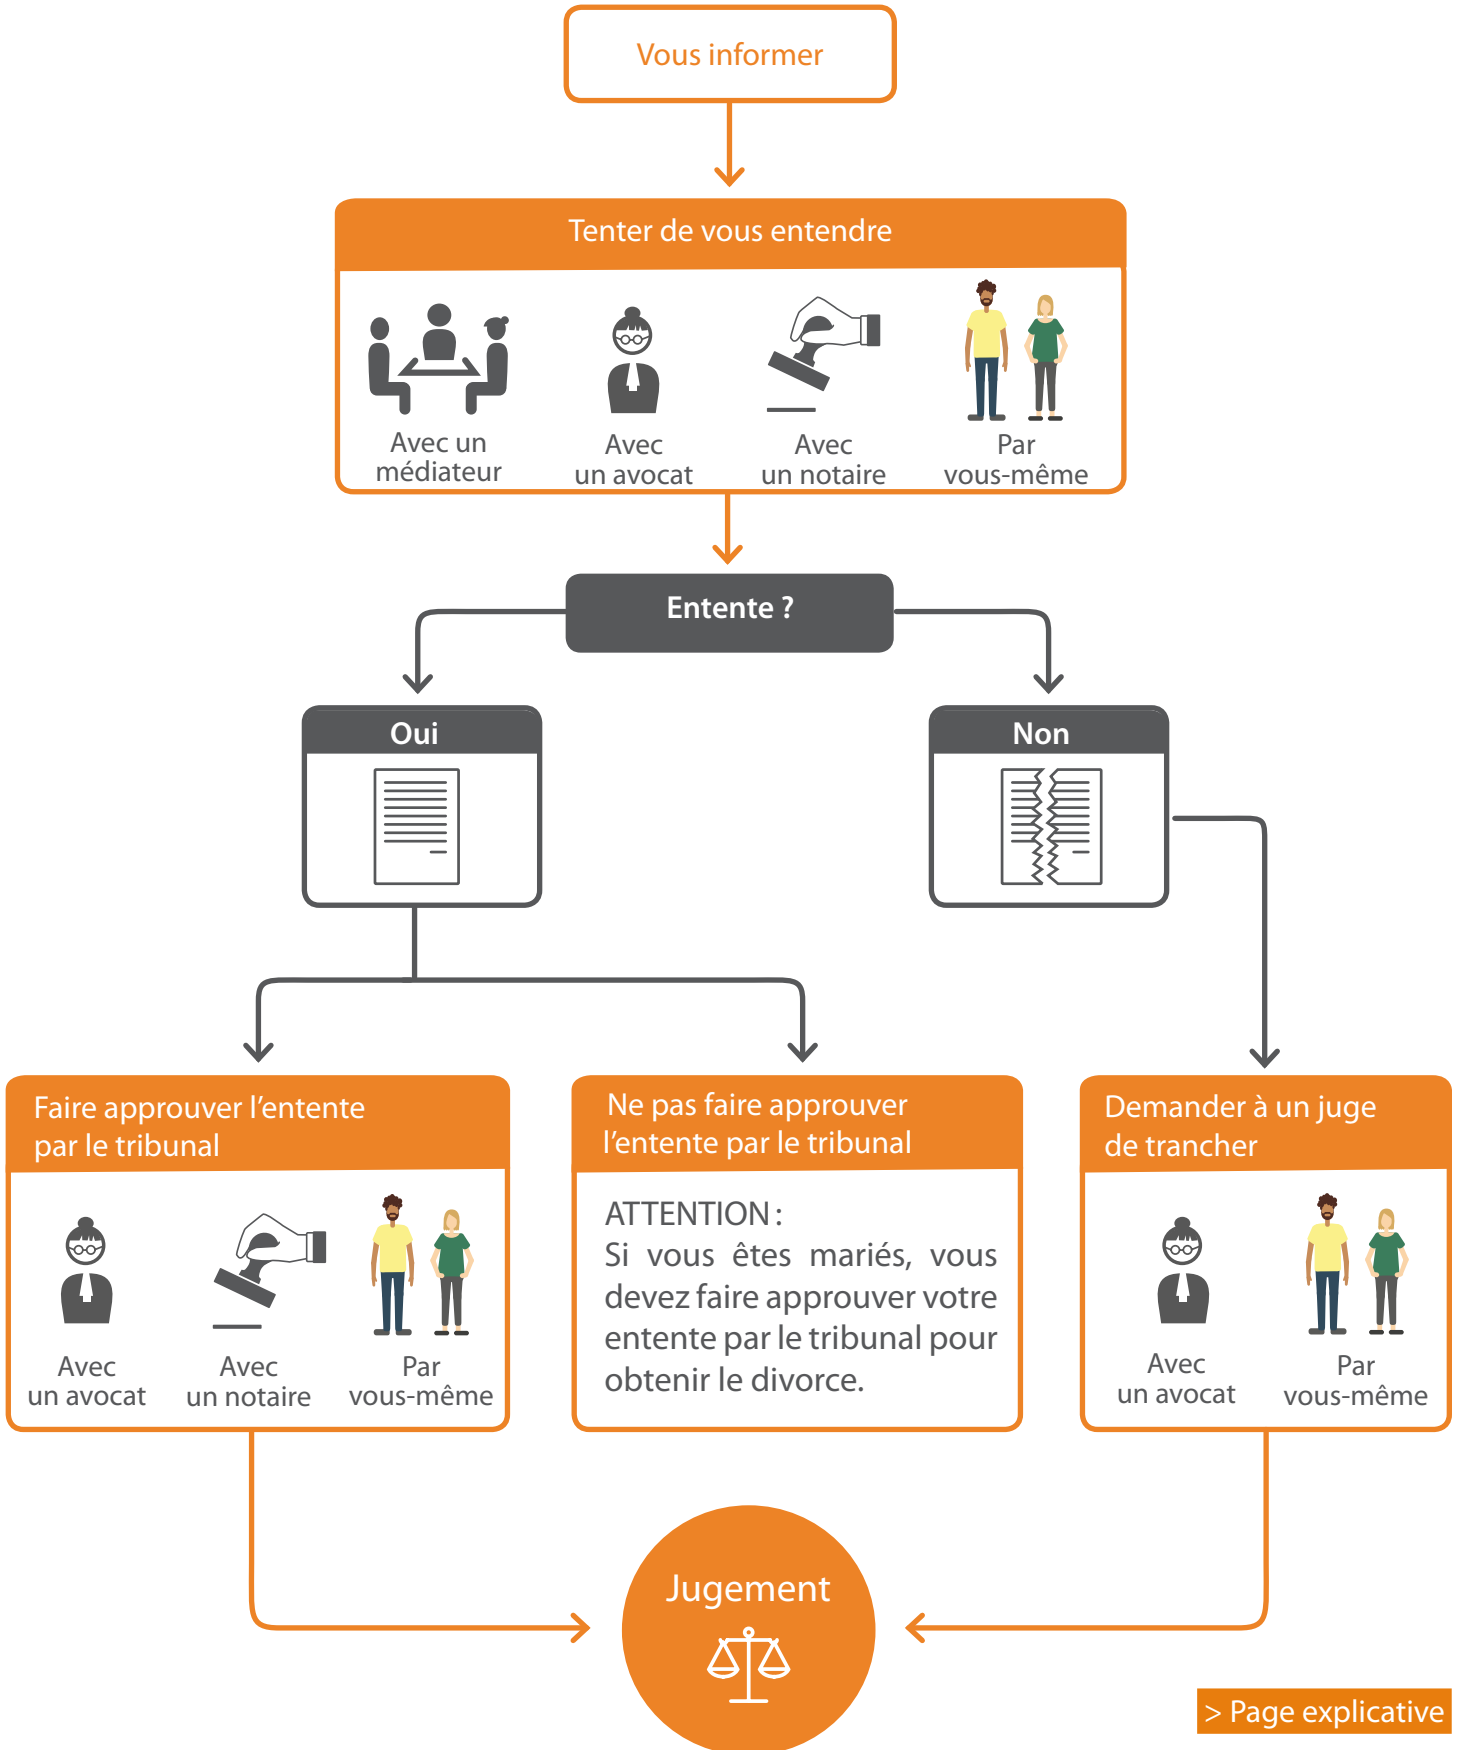 Vous informer
Tenter de vous entendre
Avec un
médiateur
Avec
un avocat
Avec
un notaire
Par
vous-même
Entente ?
Oui
Non
Faire approuver l'entente
par le tribunal
Avec
un avocat
Avec
un notaire
Par
vous-même
Ne pas faire approuver
l'entente par le tribunal
ATTENTION :
Si vous êtes mariés, vous
devez faire approuver votre
entente par le tribunal pour
obtenir le divorce.
Demander à un juge
de trancher
Avec
un avocat
Par
vous-même
Jugement
> Page explicative